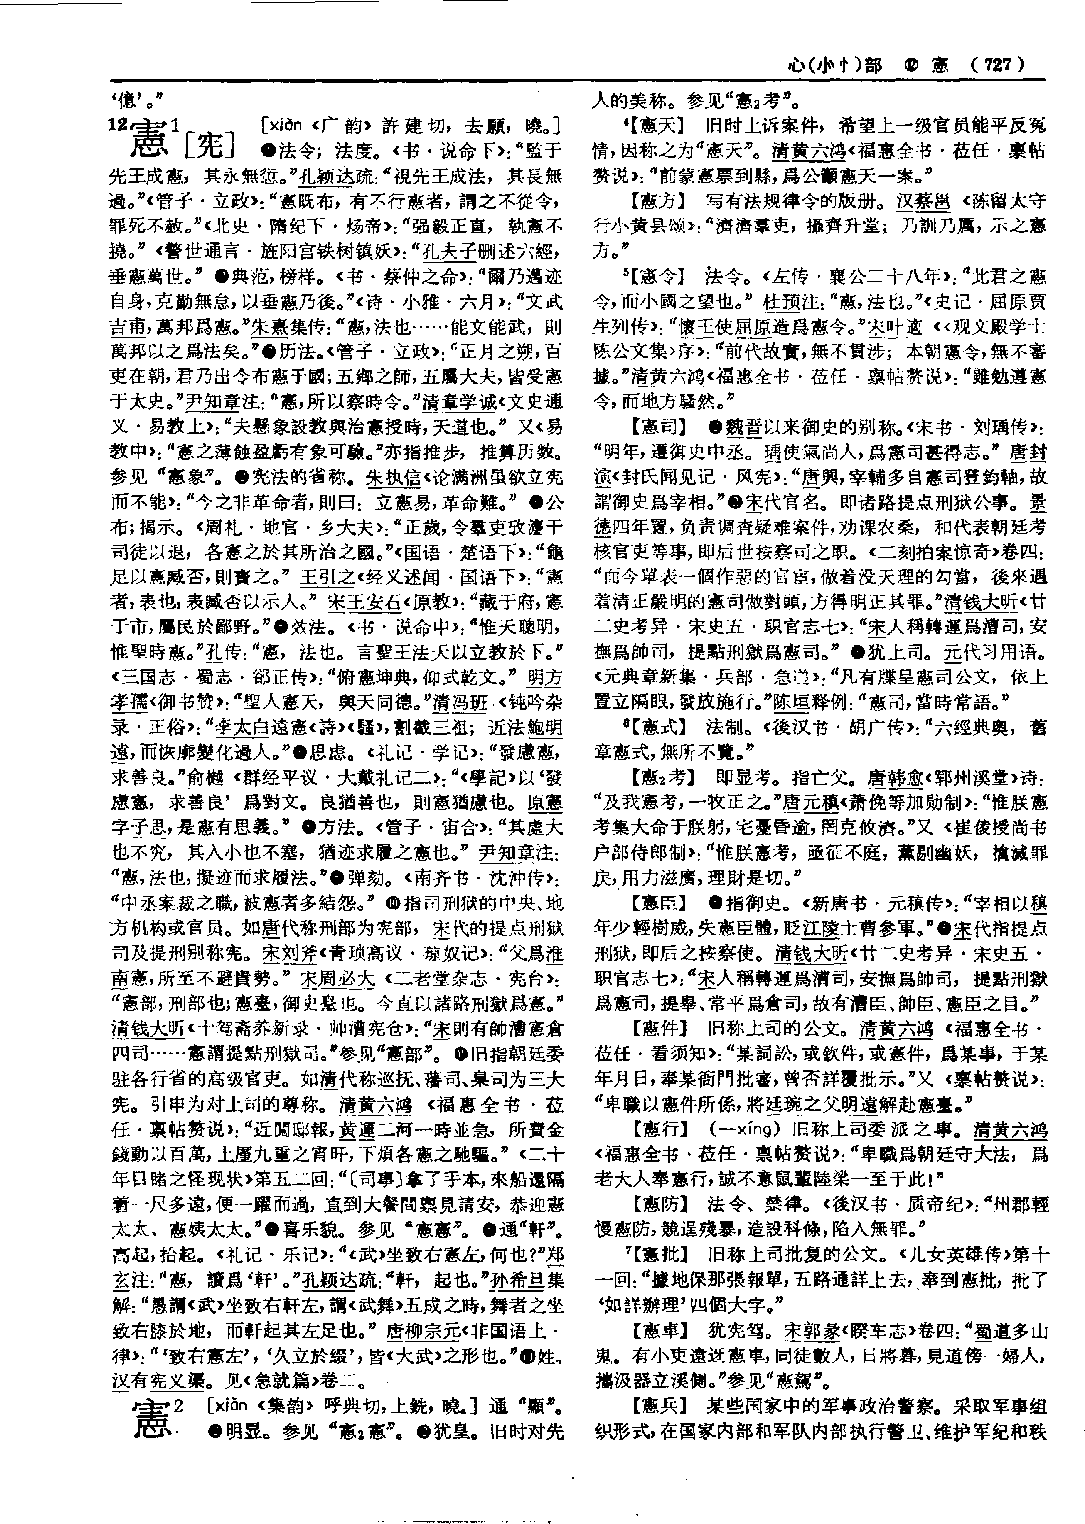 心(小忄)部 ⑫ 憲 (727)
‘億’。”
12憲1[宪] [xiàn《广韵》許建切，去願，曉。]
❶法令；法度。《书·说命下》：“監于
先王成憲，其永無愆。”孔颖达疏：“視先王成法，其長無
過。”《管子·立政》：“憲既布，有不行憲者，謂之不從令，
罪死不赦。”《北史·隋纪下·炀帝》：“强毅正直，執憲不
撓。”《警世通言·旌阳宫铁树镇妖》：“孔夫子删述六經，
垂憲萬世。” ❷典范，榜样。《书·蔡仲之命》：“爾乃邁迹
自身，克勤無怠，以垂憲乃後。”《诗·小雅·六月》：“文武
吉甫，萬邦爲憲。”朱熹集传：“憲，法也……能文能武，則
萬邦以之爲法矣。”❸历法。《管子·立政》：“正月之朔，百
吏在朝，君乃出令布憲于國；五鄉之師，五屬大夫，皆受憲
于太史。”尹知章注：“憲，所以察時令。”清章学诚《文史通
义·易教上》：“夫懸象設教與治憲授時，天道也。”又《易
教中》：“憲之薄蝕盈虧有象可驗。”亦指推步，推算历数。
参见“憲象”。❹宪法的省称。朱执信《论满洲虽欲立宪
而不能》：“今之非革命者，則曰：立憲易，革命難。” ❺公
布；揭示。《周礼·地官·乡大夫》：“正歲，令羣吏攷灋于
司徒以退，各憲之於其所治之國。”《国语·楚语下》：“龜
足以憲臧否，則寶之。” 王引之《经义述闻·国语下》：“憲
者，表也，表臧否以示人。” 宋王安石《原教》：“藏于府，憲
于市，屬民於鄙野。”❻效法。《书·说命中》：“惟天聰明，
惟聖時憲。”孔传：“憲，法也。言聖王法天以立教於下。”
《三国志·蜀志·郤正传》：“俯憲坤典，仰式乾文。” 明方
孝孺《御书赞》：“聖人憲天，與天同德。”清冯班《钝吟杂
录·正俗》：“李太白遠憲《詩》《騷》，割截三祖；近法鮑明
遠，而恢廓變化過人。”❼思虑。《礼记·学记》：“發慮憲，
求善良。”俞樾《群经平议·大戴礼记二》：“《學記》以‘發
慮憲，求善良’爲對文。良猶善也，則憲猶慮也。原憲
字子思，是憲有思義。” ❽方法。《管子·宙合》：“其處大
也不究，其入小也不塞，猶迹求履之憲也。” 尹知章注：
“憲，法也，擬迹而求履法。”❾弹劾。《南齐书·沈冲传》：
“中丞案裁之職，被憲者多結怨。” ❿指司刑狱的中央、地
方机构或官员。如唐代称刑部为宪部，宋代的提点刑狱
司及提刑别称宪。宋刘斧《青琐高议·琼奴记》：“父爲淮
南憲，所至不避貴勢。” 宋周必大《二老堂杂志·宪台》：
“憲部，刑部也；憲臺，御史臺也。今直以諸路刑獄爲憲。”
清钱大昕《十驾斋养新录·帅漕宪仓》：“宋則有帥漕憲倉
四司……憲謂提點刑獄司。”参见“憲部”。⓫旧指朝廷委
驻各行省的高级官吏。如清代称巡抚、藩司、臬司为三大
宪。引申为对上司的尊称。清黄六鸿《福惠全书·莅
任·禀帖赞说》：“近閲邸報，黄運二河一時並急，所費金
錢動以百萬，上廑九重之宵旰，下煩各憲之馳驅。”《二十
年目睹之怪现状》第五二回：“〔司事〕拿了手本，來船邊隔
着一尺多遠，便一躍而過，直到大餐間禀見請安，恭迎憲
太太、憲姨太太。”⓬喜乐貌。参见“憲憲”。⓭通“軒”。
高起，抬起。《礼记·乐记》：“《武》坐致右憲左，何也？”郑
玄注：“憲，讀爲‘軒’。”孔颖达疏：“軒，起也。”孙希旦集
解：“愚謂《武》坐致右軒左，謂《武舞》五成之時，舞者之坐
致右膝於地，而軒起其左足也。” 唐柳宗元《非国语上·
律》：“‘致右憲左’，‘久立於綴’，皆《大武》之形也。”⓮姓。
汉有宪义渠。见《急就篇》卷二。
憲2 [xiǎn《集韵》呼典切，上銑，曉。] 通“顯”。
❶明显。参见“憲2憲”。❷犹皇。旧时对先
人的美称。参见“憲2考”。
4【憲天】 旧时上诉案件，希望上一级官员能平反冤
情，因称之为“憲天”。清黄六鸿《福惠全书·莅任·禀帖
赞说》：“前蒙憲票到縣，爲公籲憲天一案。”
【憲方】 写有法规律令的版册。汉蔡邕《陈留太守
行小黄县颂》：“濟濟羣吏，攝齊升堂；乃訓乃厲，示之憲
方。”
5【憲令】 法令。《左传·襄公二十八年》：“此君之憲
令，而小國之望也。” 杜预注：“憲，法也。”《史记·屈原贾
生列传》：“懷王使屈原造爲憲令。”宋叶適《〈观文殿学士
陈公文集〉序》：“前代故實，無不貫涉；本朝憲令，無不審
據。”清黄六鸿《福惠全书·莅任·禀帖赞说》：“雖勉遵憲
令，而地方騷然。”
【憲司】 ❶魏晋以来御史的别称。《宋书·刘瑀传》：
“明年，遷御史中丞。瑀使氣尚人，爲憲司甚得志。” 唐封
演《封氏闻见记·风宪》：“唐興，宰輔多自憲司登鈞軸，故
謂御史爲宰相。”❷宋代官名。即诸路提点刑狱公事。景
德四年置，负责调查疑难案件，劝课农桑，和代表朝廷考
核官吏等事，即后世按察司之职。《二刻拍案惊奇》卷四：
“而今單表一個作惡的官宦，做着没天理的勾當，後來遇
着清正嚴明的憲司做對頭，方得明正其罪。”清钱大昕《廿
二史考异·宋史五·职官志七》：“宋人稱轉運爲漕司，安
撫爲帥司，提點刑獄爲憲司。” ❸犹上司。元代习用语。
《元典章新集·兵部·急递》：“凡有牒呈憲司公文，依上
置立隔眼，發放施行。”陈垣释例：“憲司，當時常語。”
6【憲式】 法制。《後汉书·胡广传》：“六經典奥，舊
章憲式，無所不覽。”
【憲2考】 即显考。指亡父。唐韩愈《郓州溪堂》诗：
“及我憲考，一牧正之。”唐元稹《萧俛等加勋制》：“惟朕憲
考集大命于朕躬，宅憂昏逾，罔克攸濟。”又《崔倰授尚书
户部侍郎制》：“惟朕憲考，亟征不庭，薰剔幽妖，擒滅罪
戾，用力滋廣，理財是切。”
【憲臣】 ❶指御史。《新唐书·元稹传》：“宰相以稹
年少輕樹威，失憲臣體，貶江陵士曹參軍。”❷宋代指提点
刑狱，即后之按察使。清钱大昕《廿二史考异·宋史五·
职官志七》：“宋人稱轉運爲漕司，安撫爲帥司，提點刑獄
爲憲司，提舉、常平爲倉司，故有漕臣、帥臣、憲臣之目。”
【憲件】 旧称上司的公文。清黄六鸿《福惠全书·
莅任·看须知》：“某詞訟，或欽件，或憲件，爲某事，于某
年月日，奉某衙門批審，曾否詳覆批示。”又《禀帖赞说》：
“卑職以憲件所係，將廷琬之父明遠解赴憲臺。”
【憲行】 (一xíng) 旧称上司委派之事。清黄六鸿
《福惠全书·莅任·禀帖赞说》：“卑職爲朝廷守大法，爲
老大人奉憲行，誠不意鼠輩陸梁一至于此！”
【憲防】 法令、禁律。《後汉书·质帝纪》：“州郡輕
慢憲防，競逞殘暴，造設科條，陷入無罪。”
7【憲批】 旧称上司批复的公文。《儿女英雄传》第十
一回：“據地保那張報單，五路通詳上去，奉到憲批，批了
‘如詳辦理’四個大字。”
【憲車】 犹宪驾。宋郭彖《睽车志》卷四：“蜀道多山
鬼。有小吏遠迓憲車，同徒數人，日將暮，見道傍一婦人，
攜汲器立溪側。”参见“憲駕”。
【憲兵】 某些国家中的军事政治警察。采取军事组
织形式，在国家内部和军队内部执行警卫、维护军纪和秩